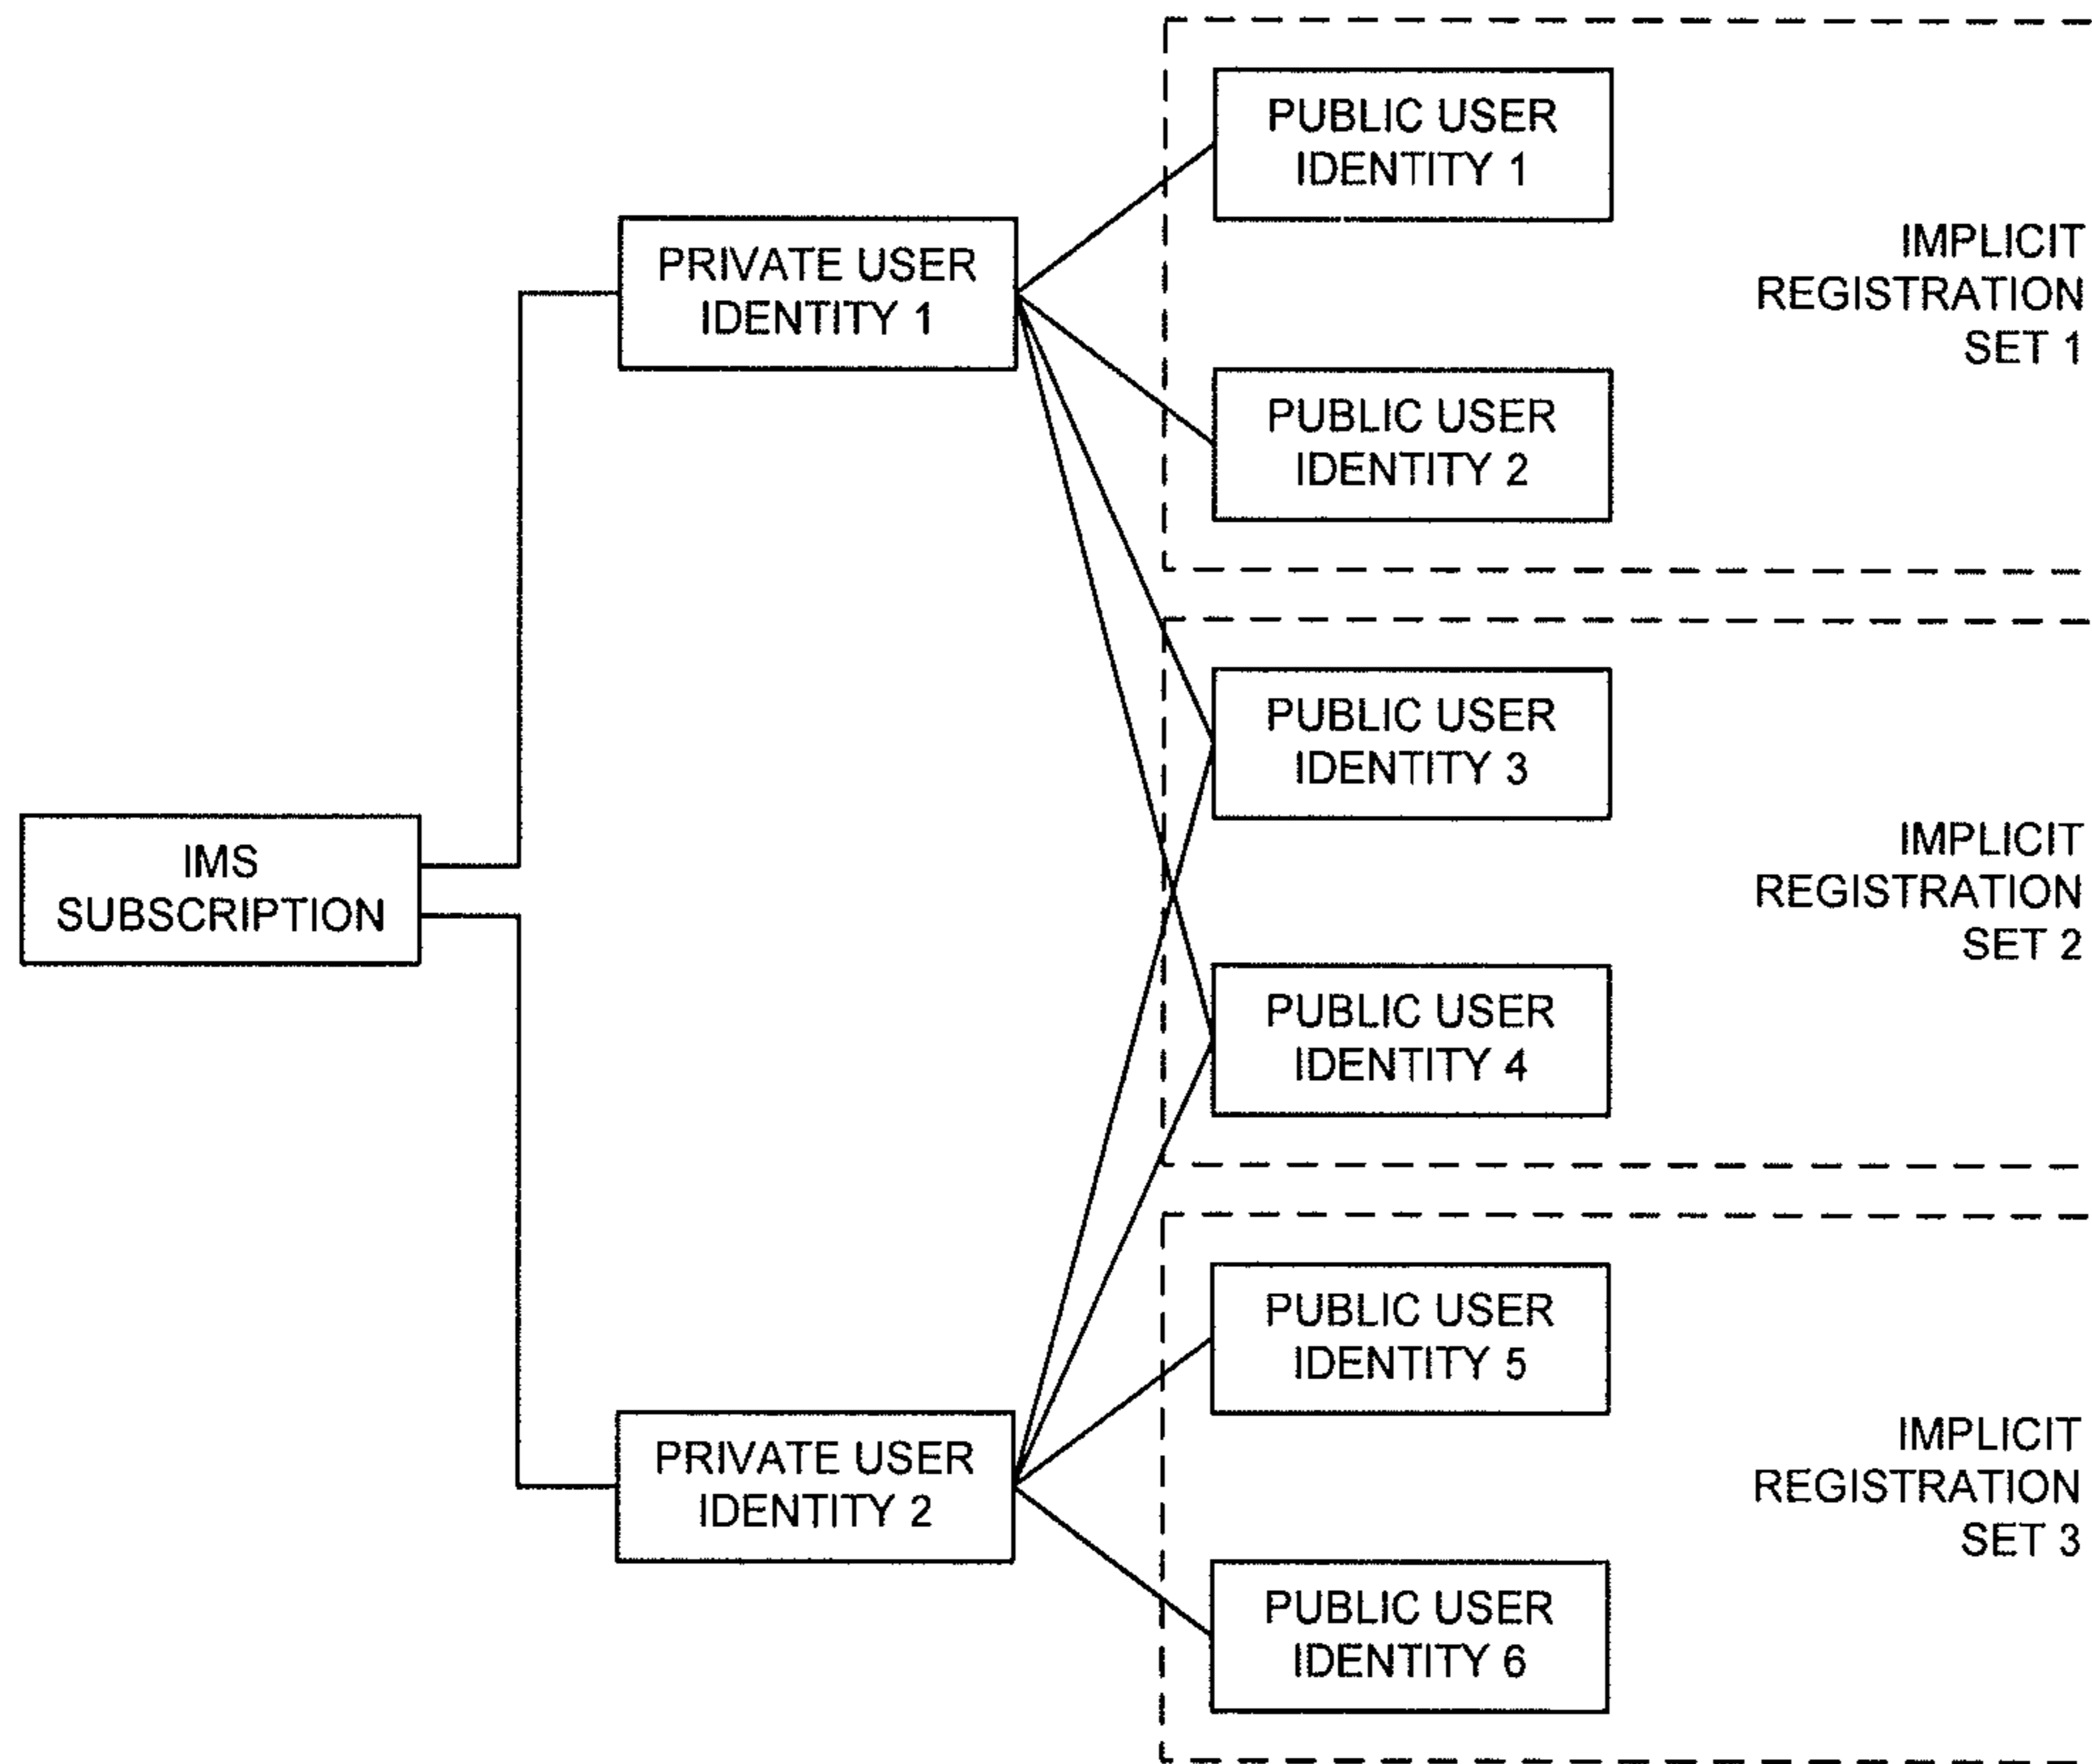 PUBLIC USER
IDENTITY 1
IMPLICIT
REGISTRATION
SET 1
PRIVATE USER
IDENTITY 1
PUBLIC USER
IDENTITY 2
PUBLIC USER
IDENTITY 3
IMS
SUBSCRIPTION
IMPLICIT
REGISTRATION
SET 2
PUBLIC USER
IDENTITY 4
PUBLIC USER
IDENTITY 5
PRIVATE USER
IDENTITY 2
IMPLICIT
REGISTRATION
SET 3
PUBLIC USER
IDENTITY 6